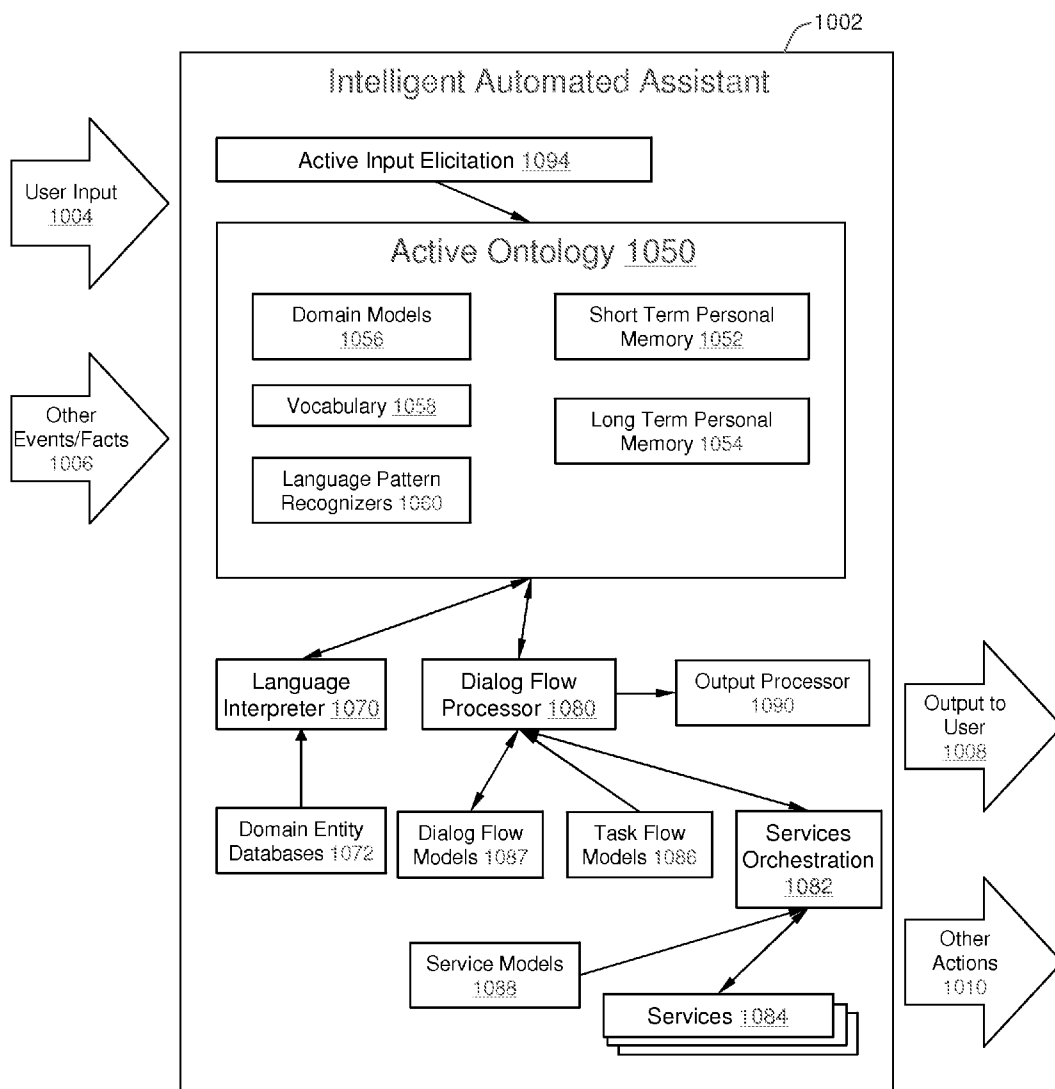 1002
Intelligent Automated Assistant
Active Input Elicitation 1094
User Input
1004
Active Ontology 1050
Domain Models
1056
Short Term Personal
Memory 1052
Vocabulary 1058
Other
Events/Facts
1006
Long Term Personal
Memory 1054
Language Pattern
Recognizers 1060
Language
Interpreter 1070
Dialog Flow
Processor 1080
Output Processor
1090
Output to
User
1008
Domain Entity
Databases 1072
Dialog Flow
Models 1087
Task Flow
Models 1086
Services
Orchestration
1082
Other
Actions
1010
Service Models
1088
Services 1084